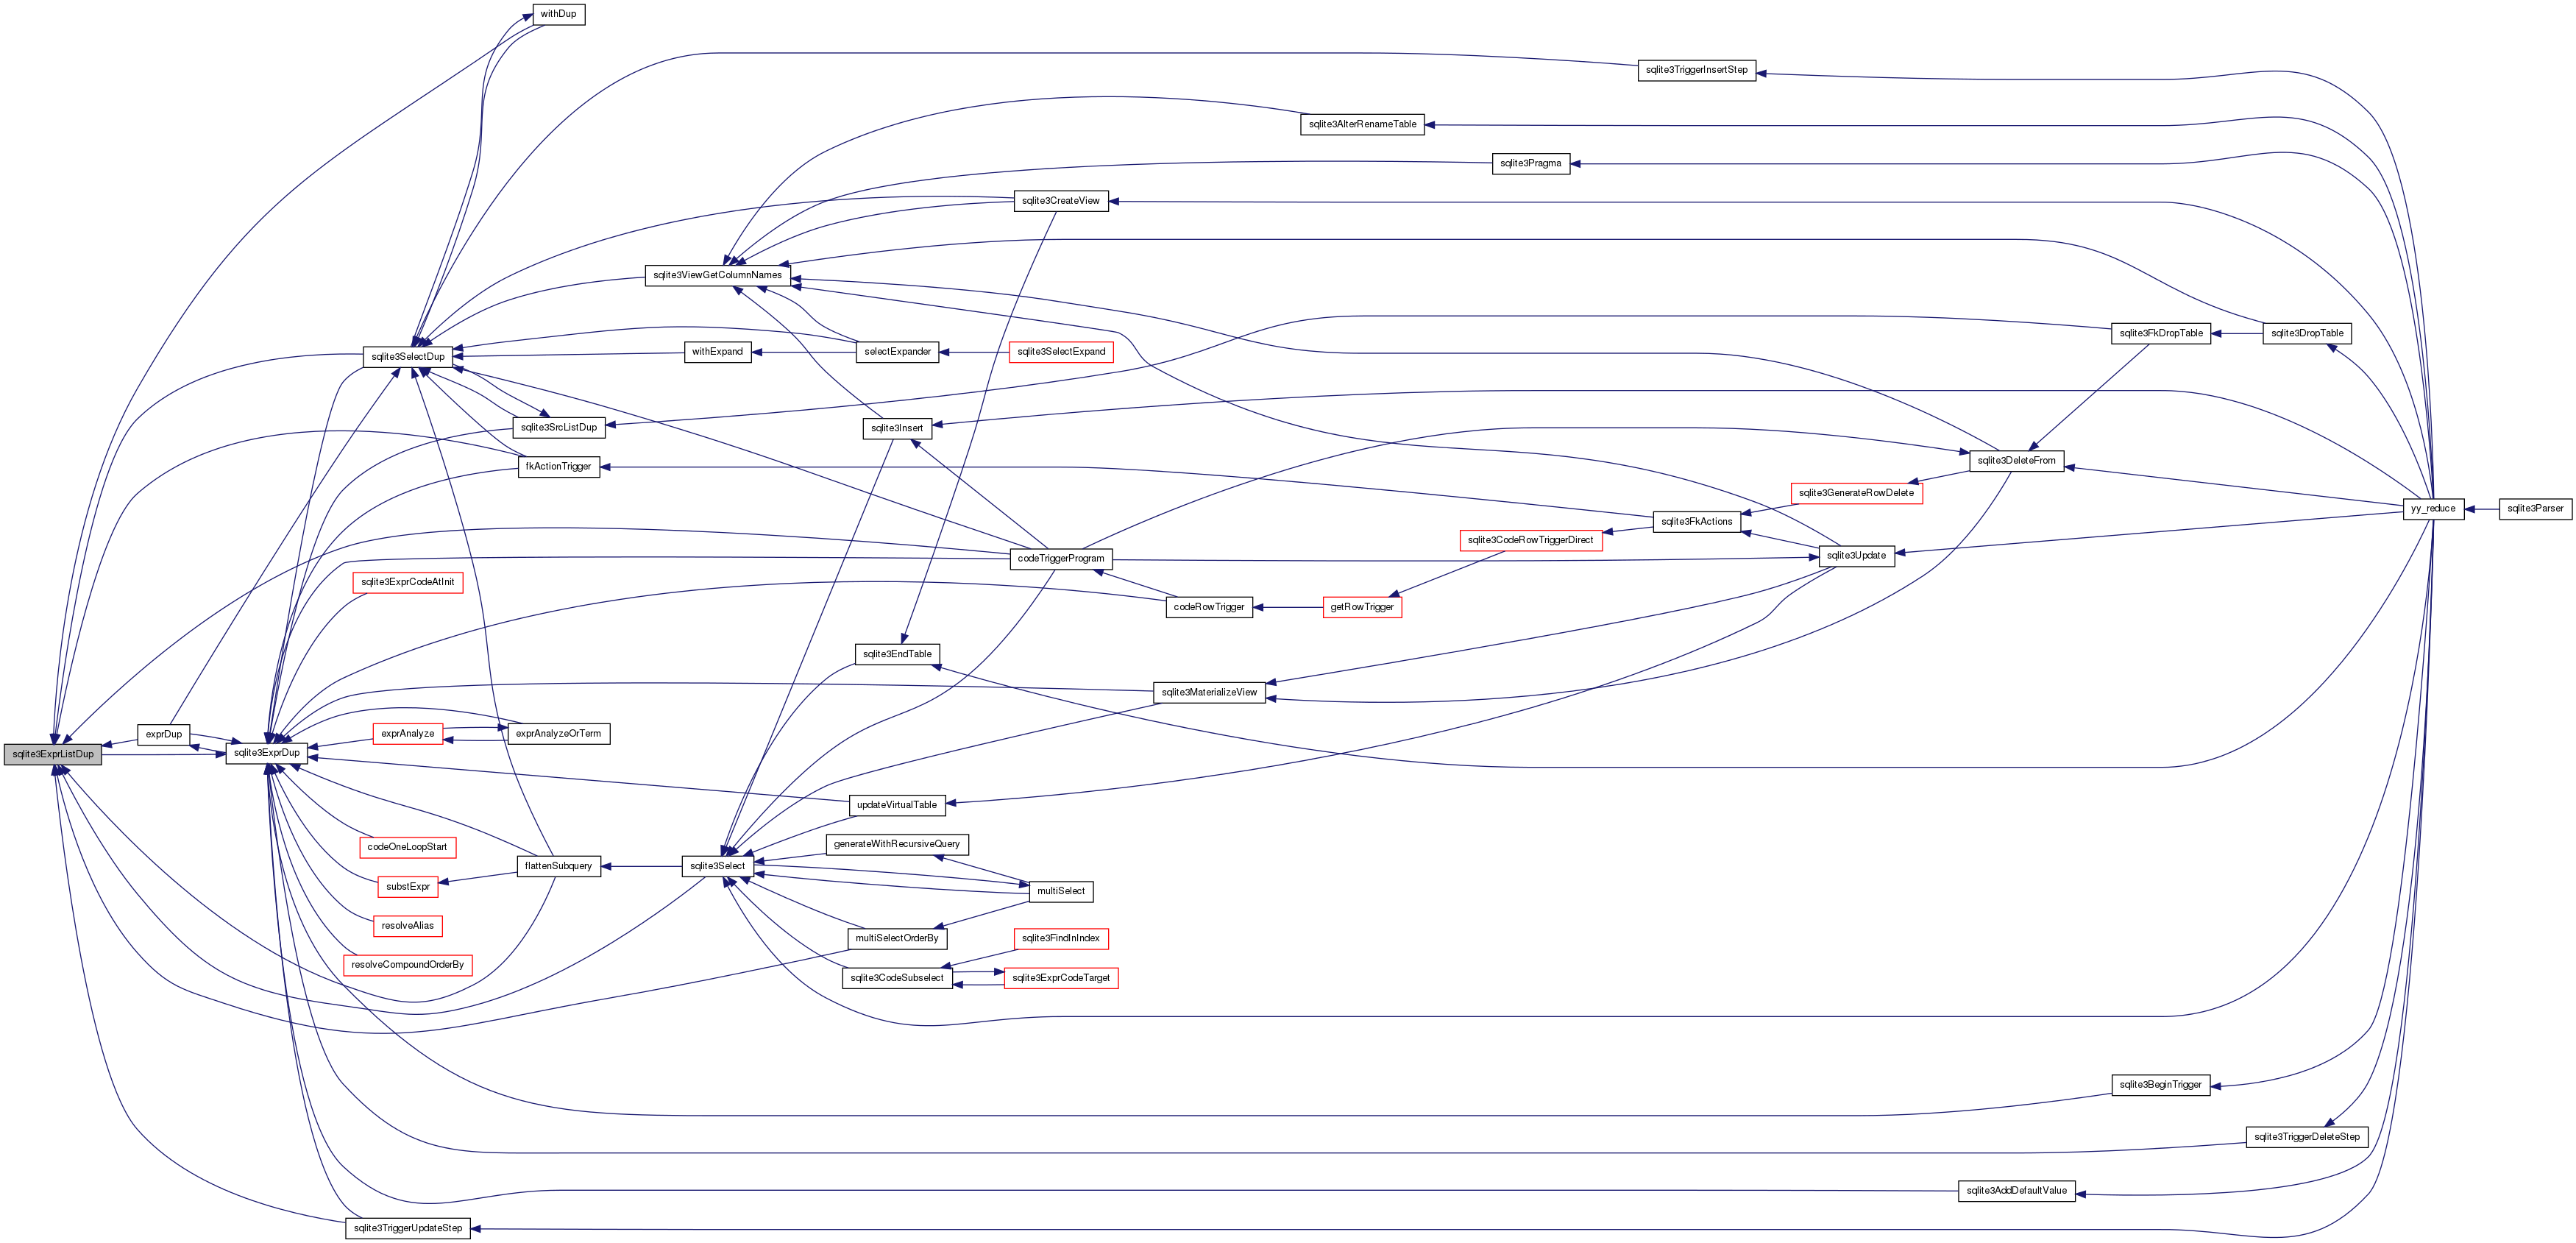 withDup
sqlite3TriggerInsertStep
sqlite3AlterRenameTable
sqlite3Pragma
sqlite3CreateView
sqlite3ViewGetColumnNames
sqlite3FkDropTable
sqlite3DropTable
sqlite3SelectDup
withExpand
selectExpander
sqlite3SelectExpand
sqlite3SrcListDup
sqlite3Insert
fkActionTrigger
sqlite3DeleteFrom
sqlite3GenerateRowDelete
yy_reduce
sqlite3Parser
sqlite3FkActions
sqlite3CodeRowTriggerDirect
codeTriggerProgram
sqlite3Update
sqlite3ExprCodeAtInit
codeRowTrigger
getRowTrigger
sqlite3EndTable
sqlite3MaterializeView
exprDup
exprAnalyze
exprAnalyzeOrTerm
sqlite3ExprListDup
sqlite3ExprDup
updateVirtualTable
codeOneLoopStart
generateWithRecursiveQuery
flattenSubquery
sqlite3Select
substExpr
multiSelect
resolveAlias
multiSelectOrderBy
sqlite3FindInIndex
resolveCompoundOrderBy
sqlite3CodeSubselect
sqlite3ExprCodeTarget
sqlite3BeginTrigger
sqlite3TriggerDeleteStep
sqlite3AddDefaultValue
sqlite3TriggerUpdateStep